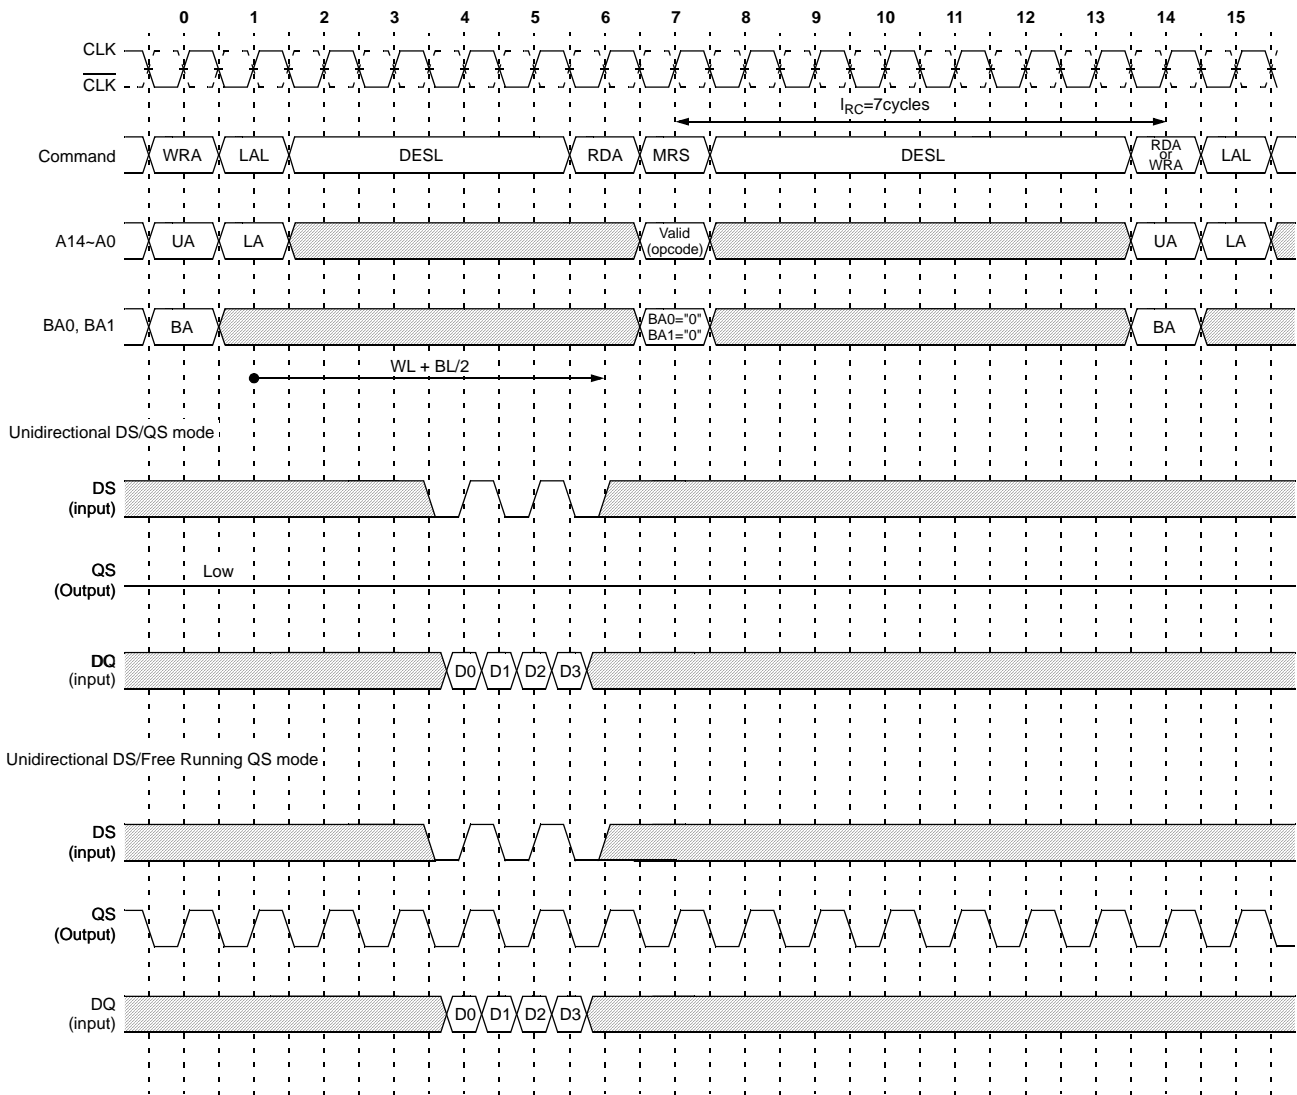 0 1 2 3 4 5 6 7 8 9 10 11 12 13 14 15
CLK
CLK
IRC=7cycles
Command WRA LAL DESL RDA MRS DESL RDA or WRA LAL
A14~A0 UA LA Valid (opcode) UA LA
BA0, BA1 BA BA0="0" BA1="0" BA
WL + BL/2
Unidirectional DS/QS mode
DS
(input)
QS
(Output)
Low
DQ
(input)
D0 D1 D2 D3
Unidirectional DS/Free Running QS mode
DS
(input)
QS
(Output)
DQ
(input)
D0 D1 D2 D3